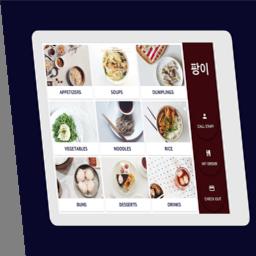 팡이
APPETIZERS
SOUPS
DUMPLINGS
CALL STAFF
VEGETABLES
NOODLES
RICE
MY ORDER
BUNS
DESSERTS
DRINKS
CHECK OUT